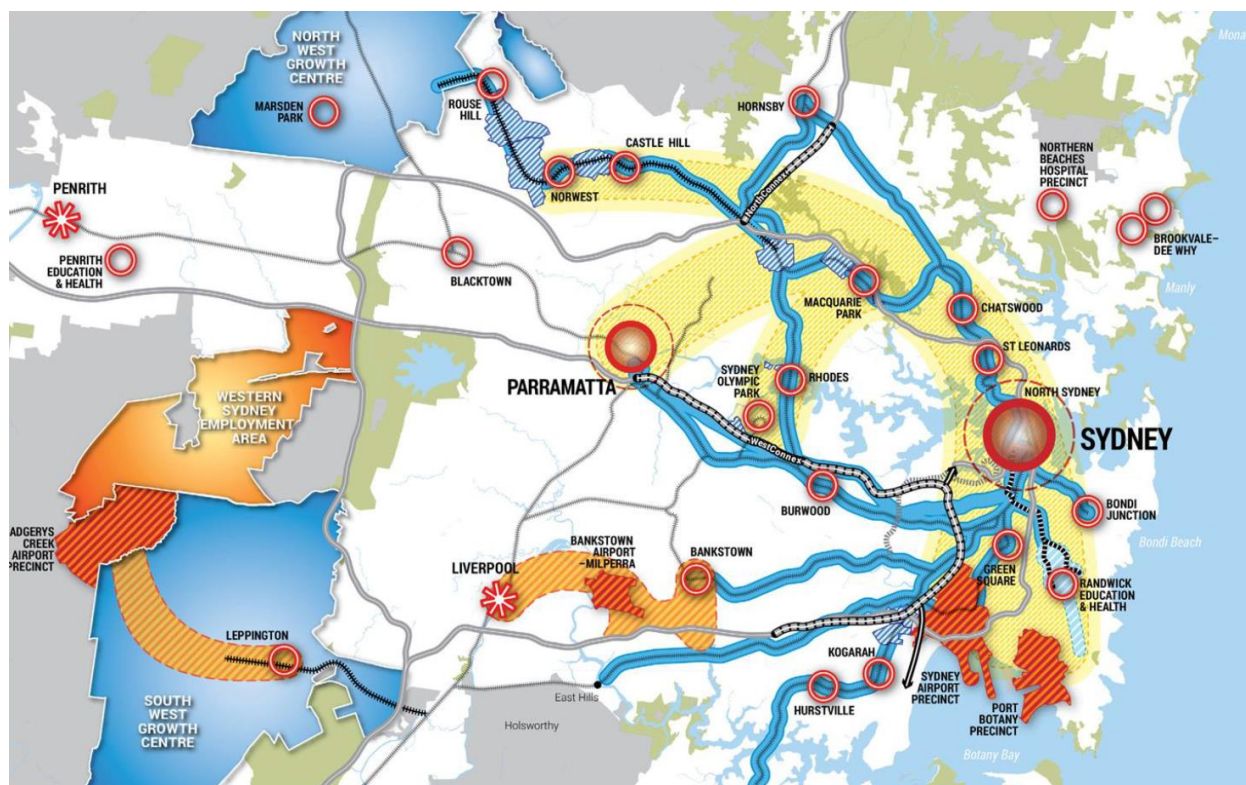 NORTH
WEST
GROWTH
CENTRE
MARSDEN
PARK
ROUSE
HILL
HORNSBY
Mona
CASTLE HILL
NORWEST
NorthConnex
NORTHERN
BEACHES
HOSPITAL
PRECINCT
BROOKVALE–
DEE WHY
Manly
PENRITH
PENRITH
EDUCATION
& HEALTH
BLACKTOWN
MACQUARIE
PARK
CHATSWOOD
ST LEONARDS
PARRAMATTA
SYDNEY
OLYMPIC
PARK
RHODES
NORTH SYDNEY
SYDNEY
WESTERN
SYDNEY
EMPLOYMENT
AREA
WestConnex
BURWOOD
BONDI
JUNCTION
Bondi Beach
ADGERYS
CREEK
AIRPORT
PRECINCT
LIVERPOOL
BANKSTOWN
AIRPORT
–MILPERRA
BANKSTOWN
GREEN
SQUARE
RANDWICK
EDUCATION
& HEALTH
LEPPINGTON
KOGARAH
HURSTVILLE
SYDNEY
AIRPORT
PRECINCT
PORT
BOTANY
PRECINCT
East Hills
Holsworthy
SOUTH
WEST
GROWTH
CENTRE
Botany Bay